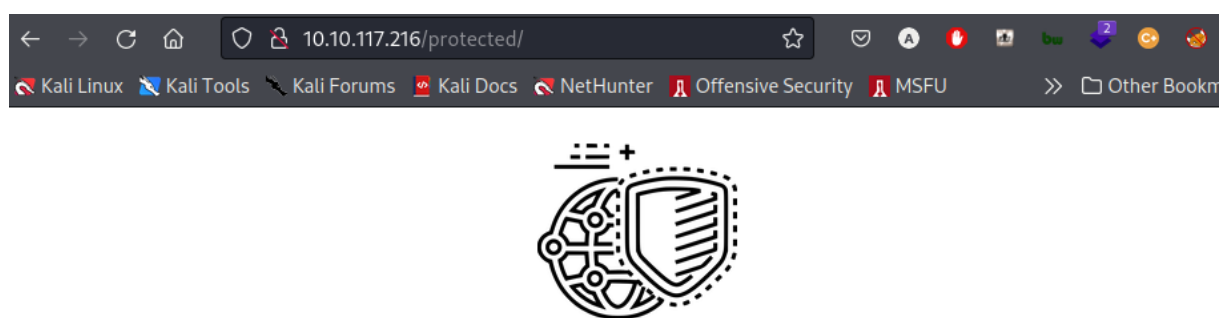 10.10.117.216/protected/
2
Kali Linux Kali Tools Kali Forums Kali Docs NetHunter Offensive Security MSFU Other Bookm